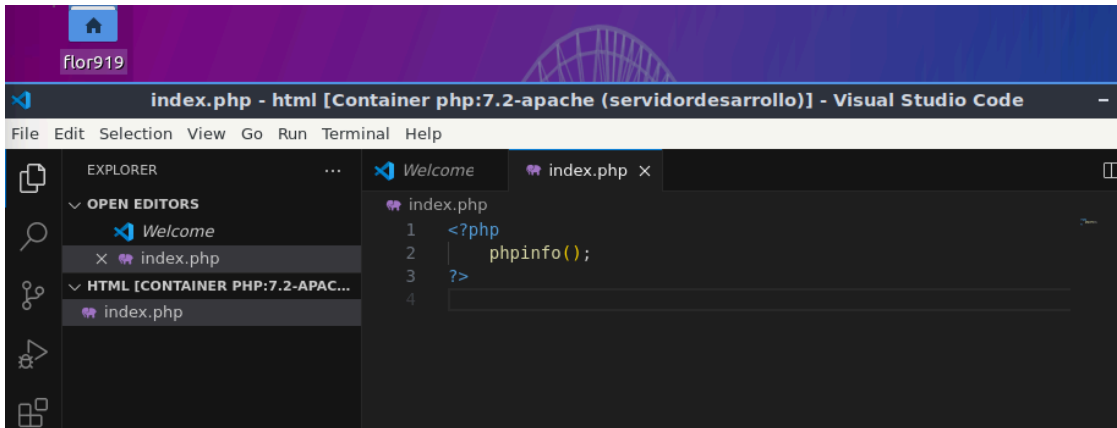 flor919
index.php - html [Container php:7.2-apache (servidordesarrollo)] - Visual Studio Code
File Edit Selection View Go Run Terminal Help
EXPLORER
OPEN EDITORS
Welcome
index.php
HTML [CONTAINER PHP:7.2-APAC...
index.php
Welcome
index.php
index.php
1 <?php
2 phpinfo();
3 ?>
4